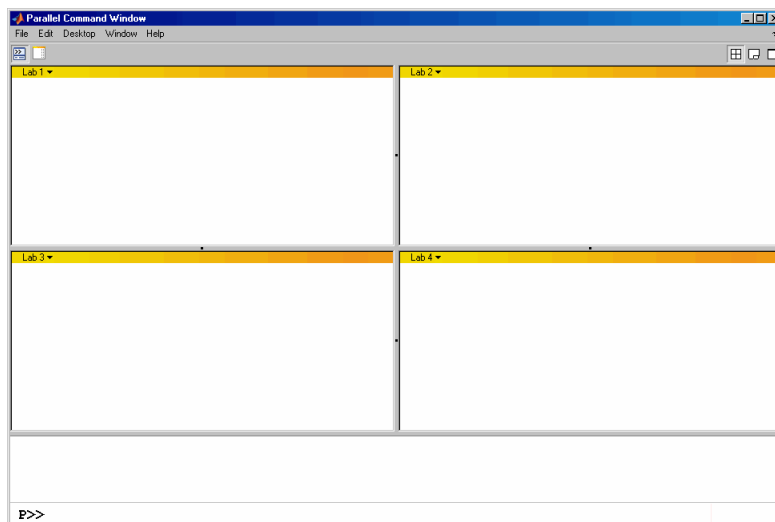 Parallel Command Window
File Edit Desktop Window Help
Lab 1
Lab 2
Lab 3
Lab 4
P>>